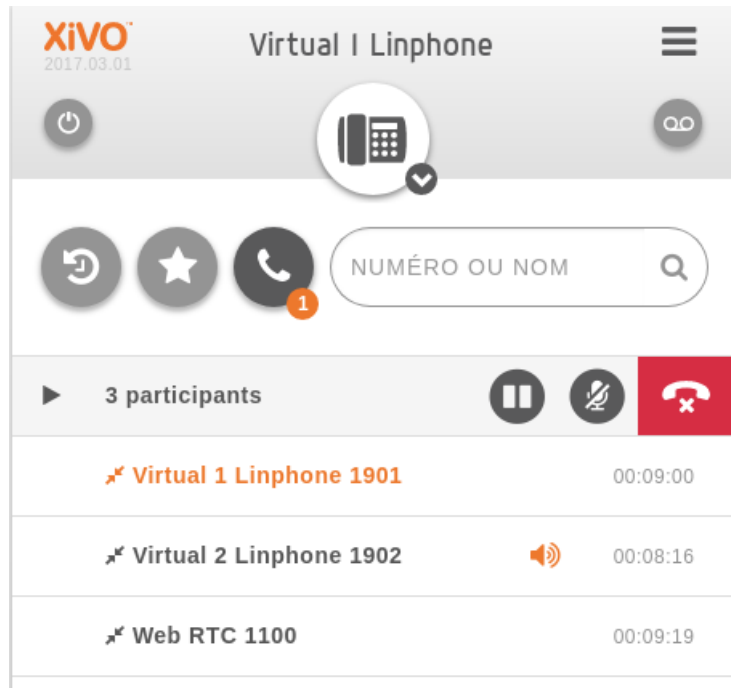 XiVO
2017.03.01
Virtual 1 Linphone
1
NUMÉRO OU NOM
3 participants
Virtual 1 Linphone 1901 00:09:00
Virtual 2 Linphone 1902 00:08:16
Web RTC 1100 00:09:19